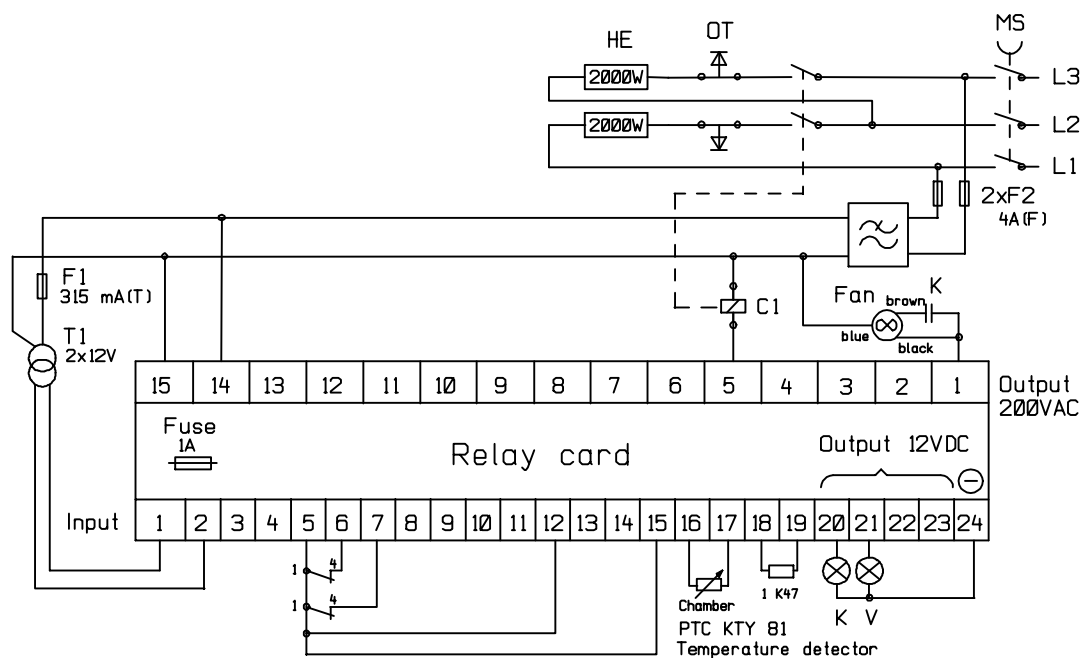 MS
OT
HE
2000W
L3
2000W
L2
L1
2xF2
4A(F)
F1
315 mA(T)
T1
2x12V
C1
Fan
brown
K
blue
black
15 14 13 12 11 10 9 8 7 6 5 4 3 2 1
Output
200VAC
Fuse
1A
Relay card
Output 12VDC
Input
1 2 3 4 5 6 7 8 9 10 11 12 13 14 15 16 17 18 19 20 21 22 23 24
1 4
1 4
Chamber
1 K47
K V
PTC KTY 81
Temperature detector